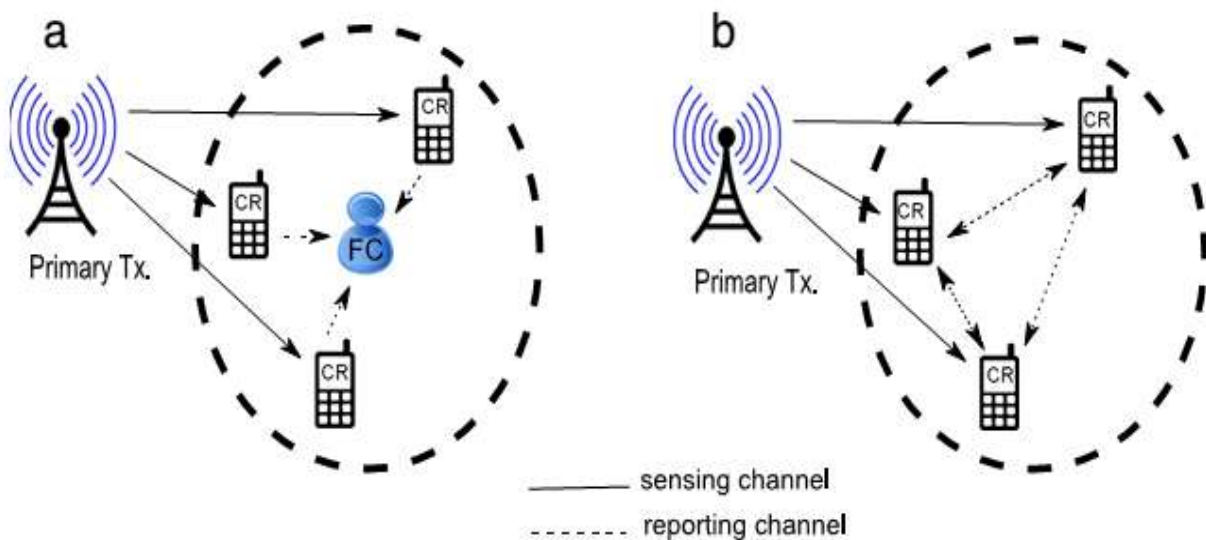 a
CR
CR
FC
Primary Tx.
CR
b
CR
CR
Primary Tx.
CR
sensing channel
reporting channel